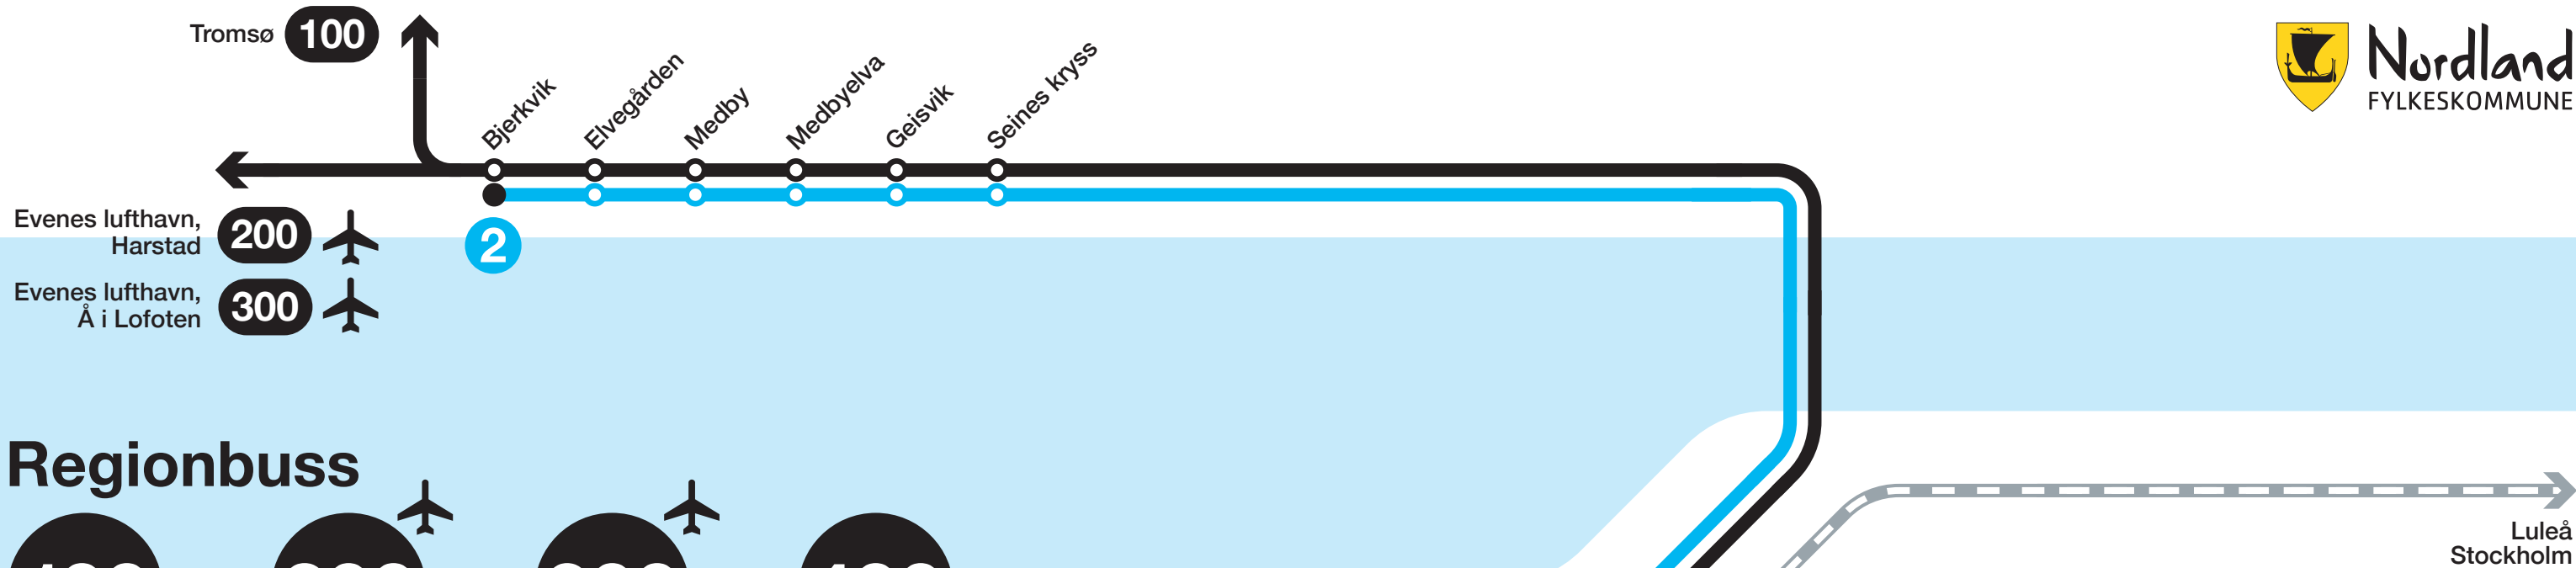 Tromsø 100
Bjerkvik
Elvegården
Medby
Medbyelva
Geisvik
Seines kryss
Nordland
FYLKESKOMMUNE
Evenes lufthavn,
Harstad
200
2
Evenes lufthavn,
Å i Lofoten
300
Regionbuss
Luleå
Stockholm